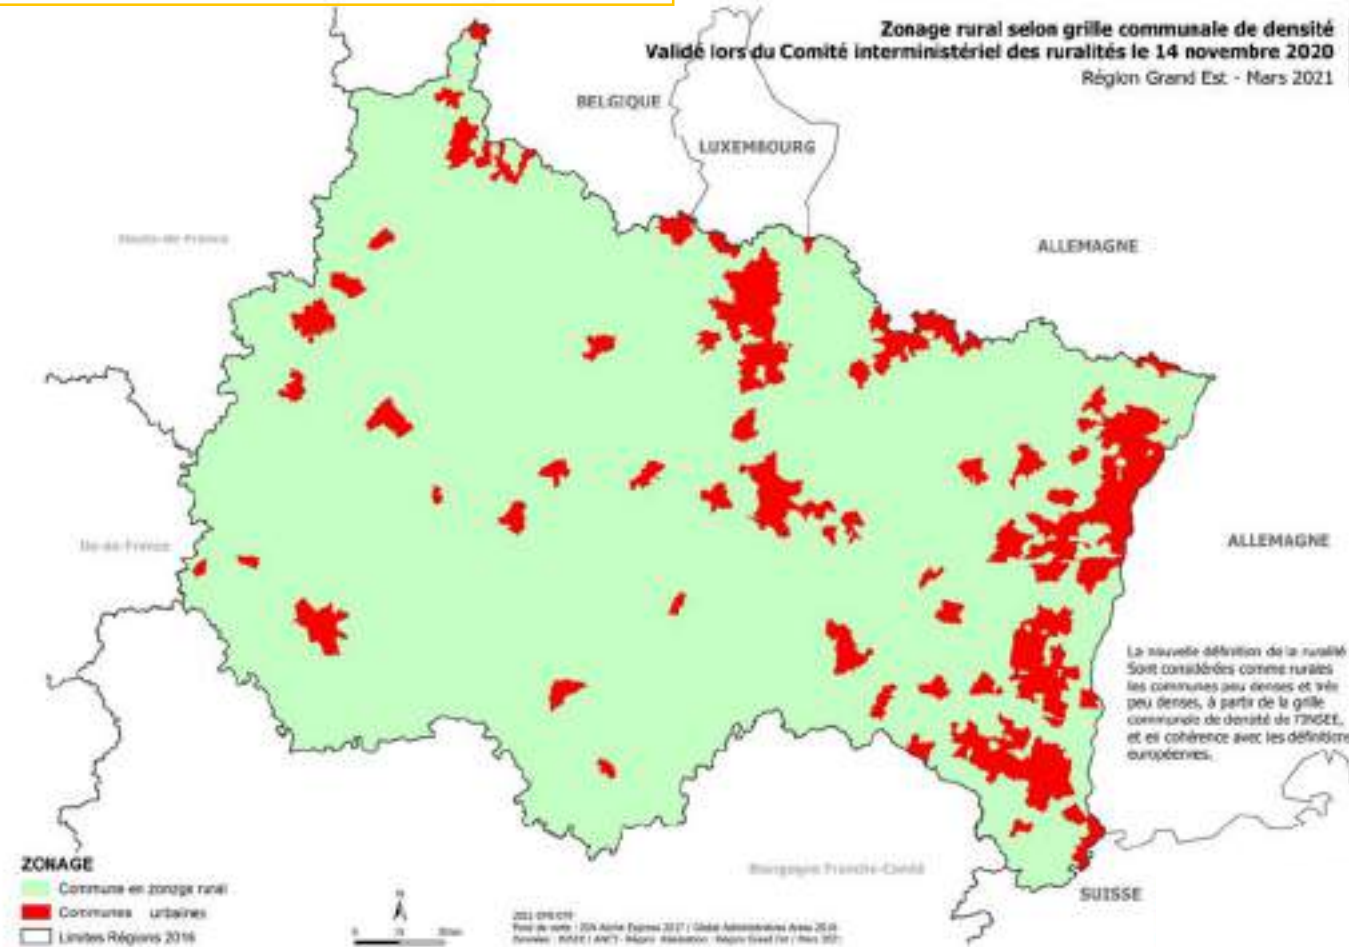 Zonage rural selon grille communale de densité
Validé lors du Comité interministériel des ruralités le 14 novembre 2020
Région Grand Est - Mars 2021
BELGIQUE
LUXEMBOURG
Hauts-de-France
ALLEMAGNE
Ile-de-France
ALLEMAGNE
La nouvelle définition de la ruralité
Sont considérées comme rurales
les communes peu denses et très
peu denses, à partir de la grille
communale de densité de l'INSEE,
et en cohérence avec les définitions
européennes.
Bourgogne Franche-Comté
SUISSE
ZONAGE
Commune en zonage rural
Communes urbaines
Limites Régions 2016
N